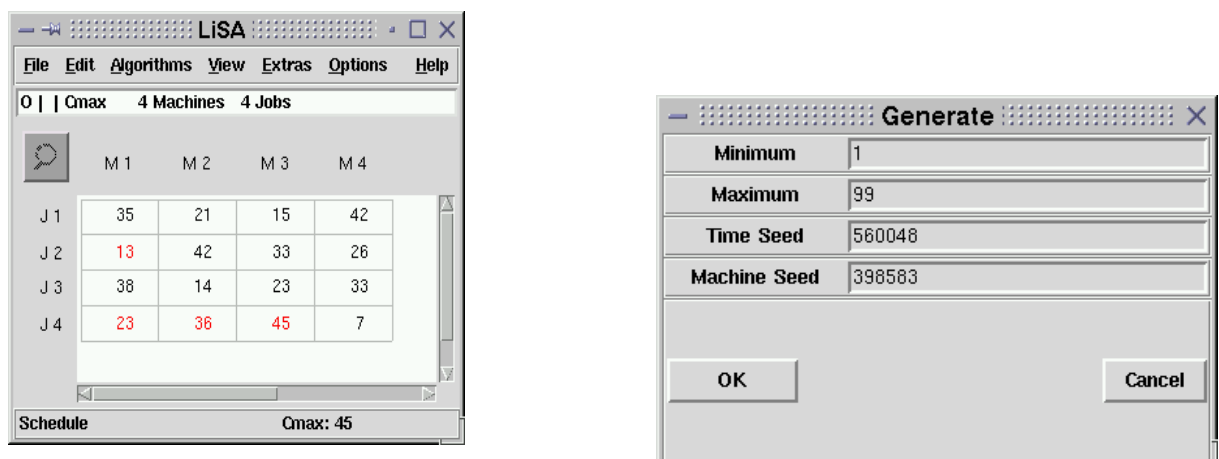 LiSA
File Edit Algorithms View Extras Options Help
O | | Cmax 4 Machines 4 Jobs
M 1 M 2 M 3 M 4
J 1 35 21 15 42
J 2 13 42 33 26
J 3 38 14 23 33
J 4 23 36 45 7
Schedule Cmax: 45
Generate
Minimum 1
Maximum 99
Time Seed 560048
Machine Seed 398583
OK Cancel